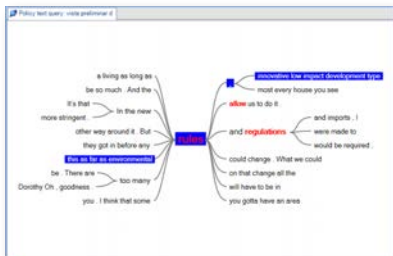 Policy text query
a living as long as
be so much . And the
It's that
more stringent .
In the new
other way around it . But
they got in before any
this as far as environmental
be . There are
Dorothy Oh , goodness
too many
you . I think that some
rules
,
innovative low impact development type
most every house you see
allow us to do it .
and regulations
and imports . I
were made to
would be required .
could change . What we could
on that change all the
will have to be in
you gotta have an area